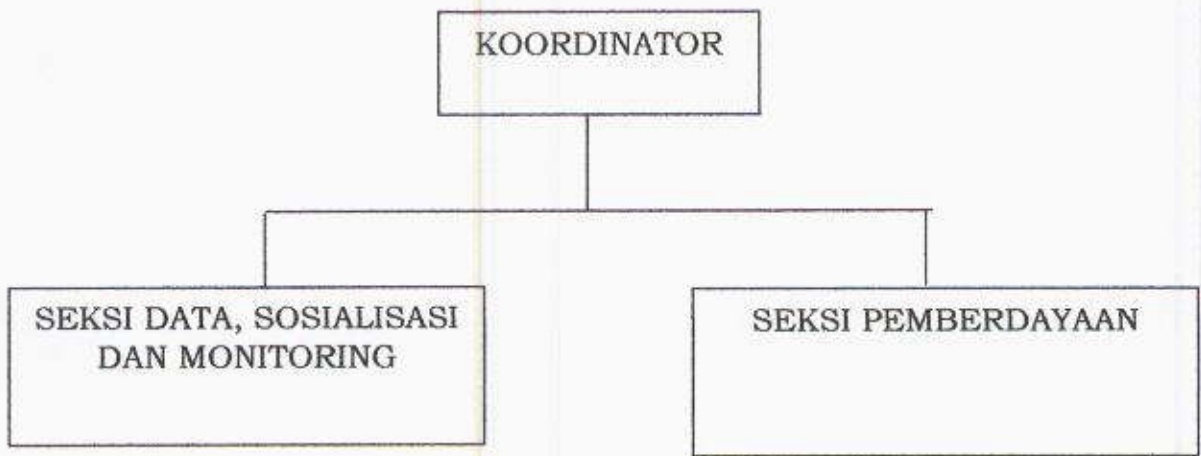 KOORDINATOR
SEKSI DATA, SOSIALISASI
DAN MONITORING
SEKSI PEMBERDAYAAN